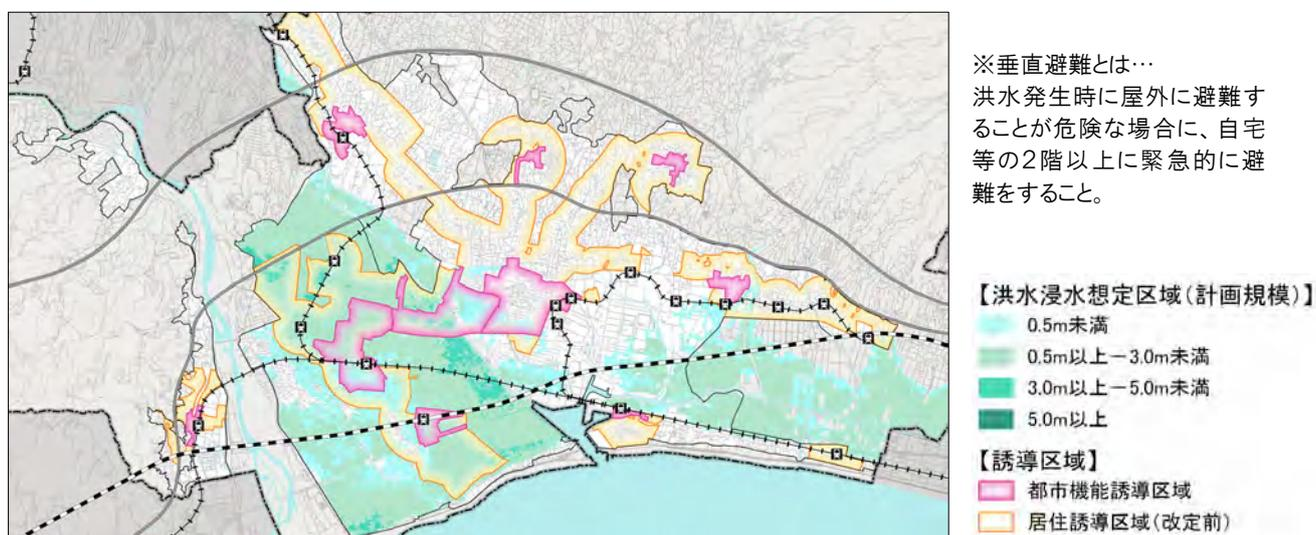 ※垂直避難とは…
洪水発生時に屋外に避難す
ることが危険な場合に、自宅
等の2階以上に緊急的に避
難をすること。
【洪水浸水想定区域(計画規模)】
0.5m未満
0.5m以上－3.0m未満
3.0m以上－5.0m未満
5.0m以上
【誘導区域】
都市機能誘導区域
居住誘導区域(改定前)